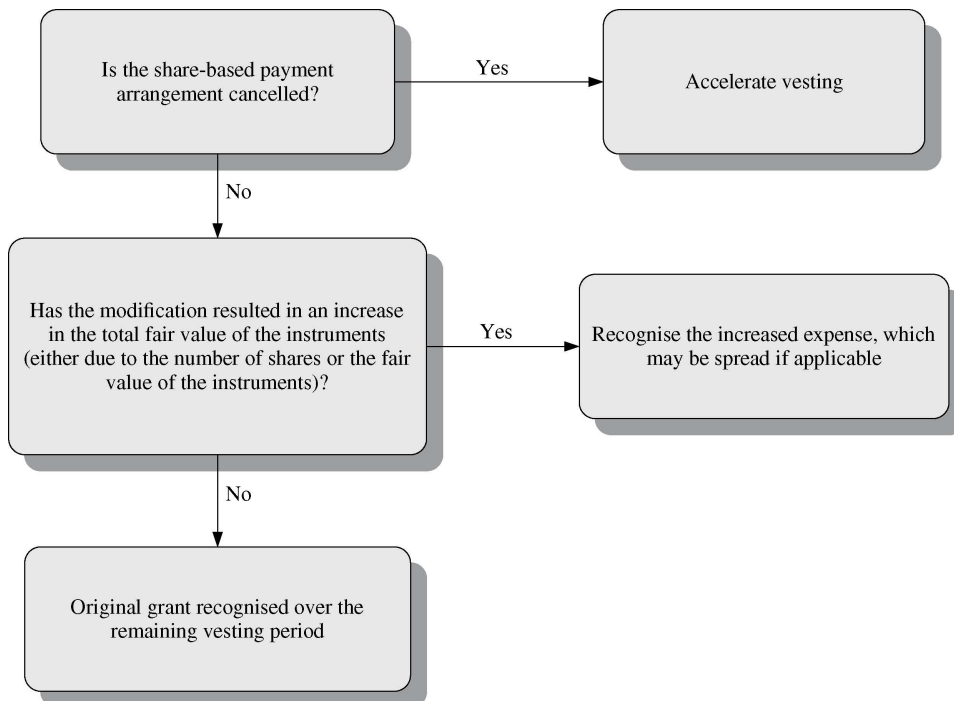 Is the share-based payment
arrangement cancelled?
Yes
Accelerate vesting
No
Has the modification resulted in an increase
in the total fair value of the instruments
(either due to the number of shares or the fair
value of the instruments)?
Yes
Recognise the increased expense, which
may be spread if applicable
No
Original grant recognised over the
remaining vesting period